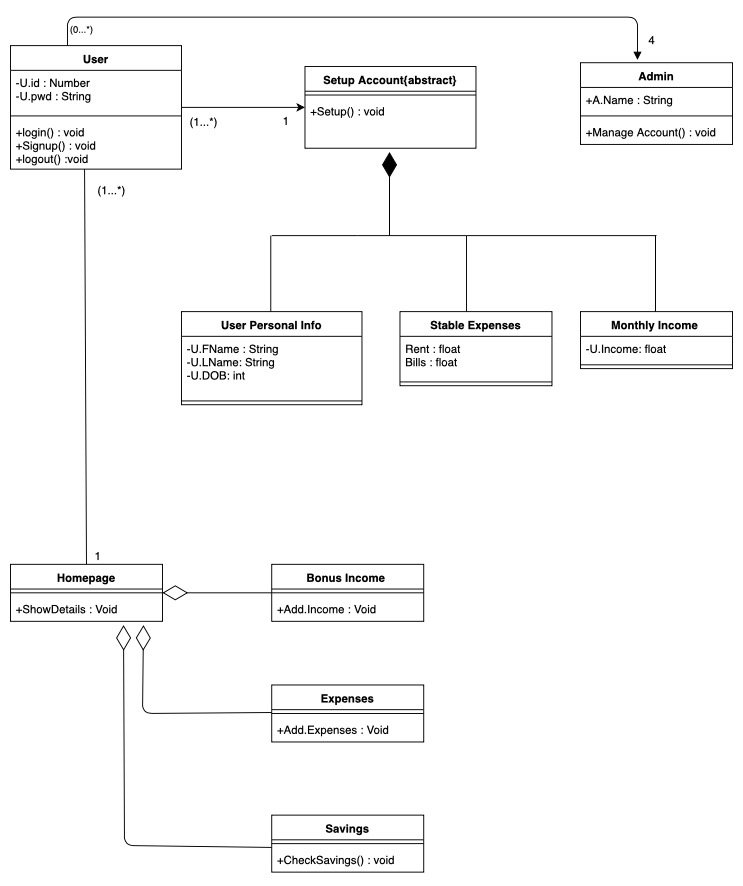 (0...*)
4
User
-U.id : Number
-U.pwd : String
+login() : void
+Signup() : void
+logout() :void
(1...*)
1
Setup Account{abstract}
+Setup() : void
Admin
+A.Name : String
+Manage Account() : void
(1...*)
User Personal Info
-U.FName : String
-U.LName: String
-U.DOB: int
Stable Expenses
Rent : float
Bills : float
Monthly Income
-U.Income: float
1
Homepage
+ShowDetails : Void
Bonus Income
+Add.Income : Void
Expenses
+Add.Expenses : Void
Savings
+CheckSavings() : void